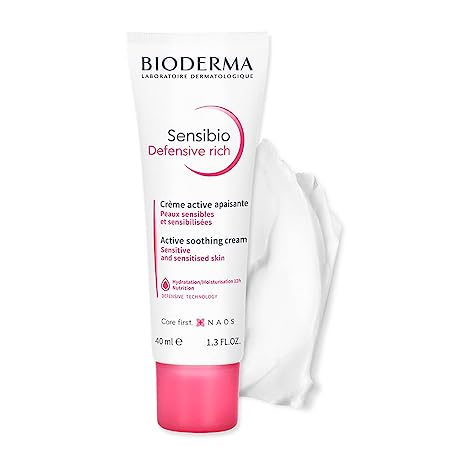 BIODERMA
LABORATOIRE DERMATOLOGIQUE
Sensibio
Defensive rich
Crème active apaisante
Peaux sensibles
et sensibilisées
Active soothing cream
Sensitive
and sensitised skin
Hydratation/Moisturisation 12h
Nutrition
DEFENSIVE TECHNOLOGY
Care first.
NAOS
40 ml e 1.3 FL.OZ.